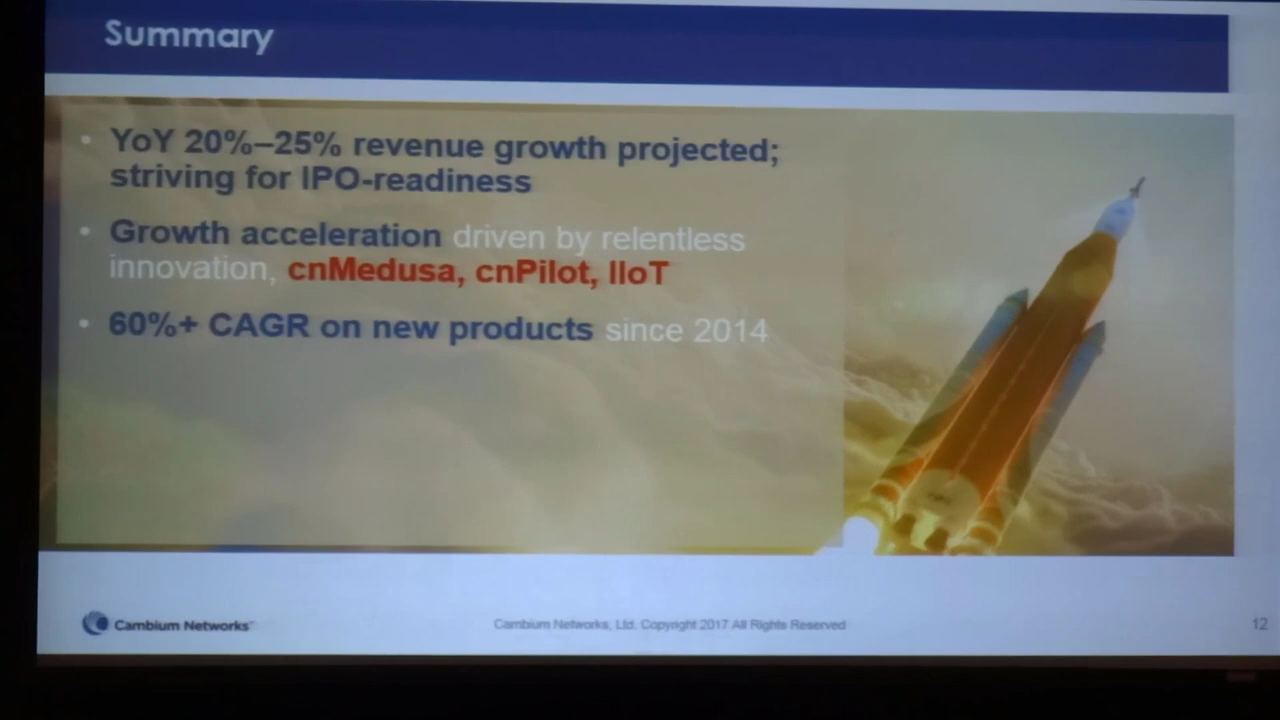 Summary
• YoY 20%–25% revenue growth projected;
striving for IPO-readiness
• Growth acceleration driven by relentless
innovation, cnMedusa, cnPilot, IIoT
• 60%+ CAGR on new products since 2014
Cambium Networks™
Cambium Networks, Ltd. Copyright 2017 All Rights Reserved
12